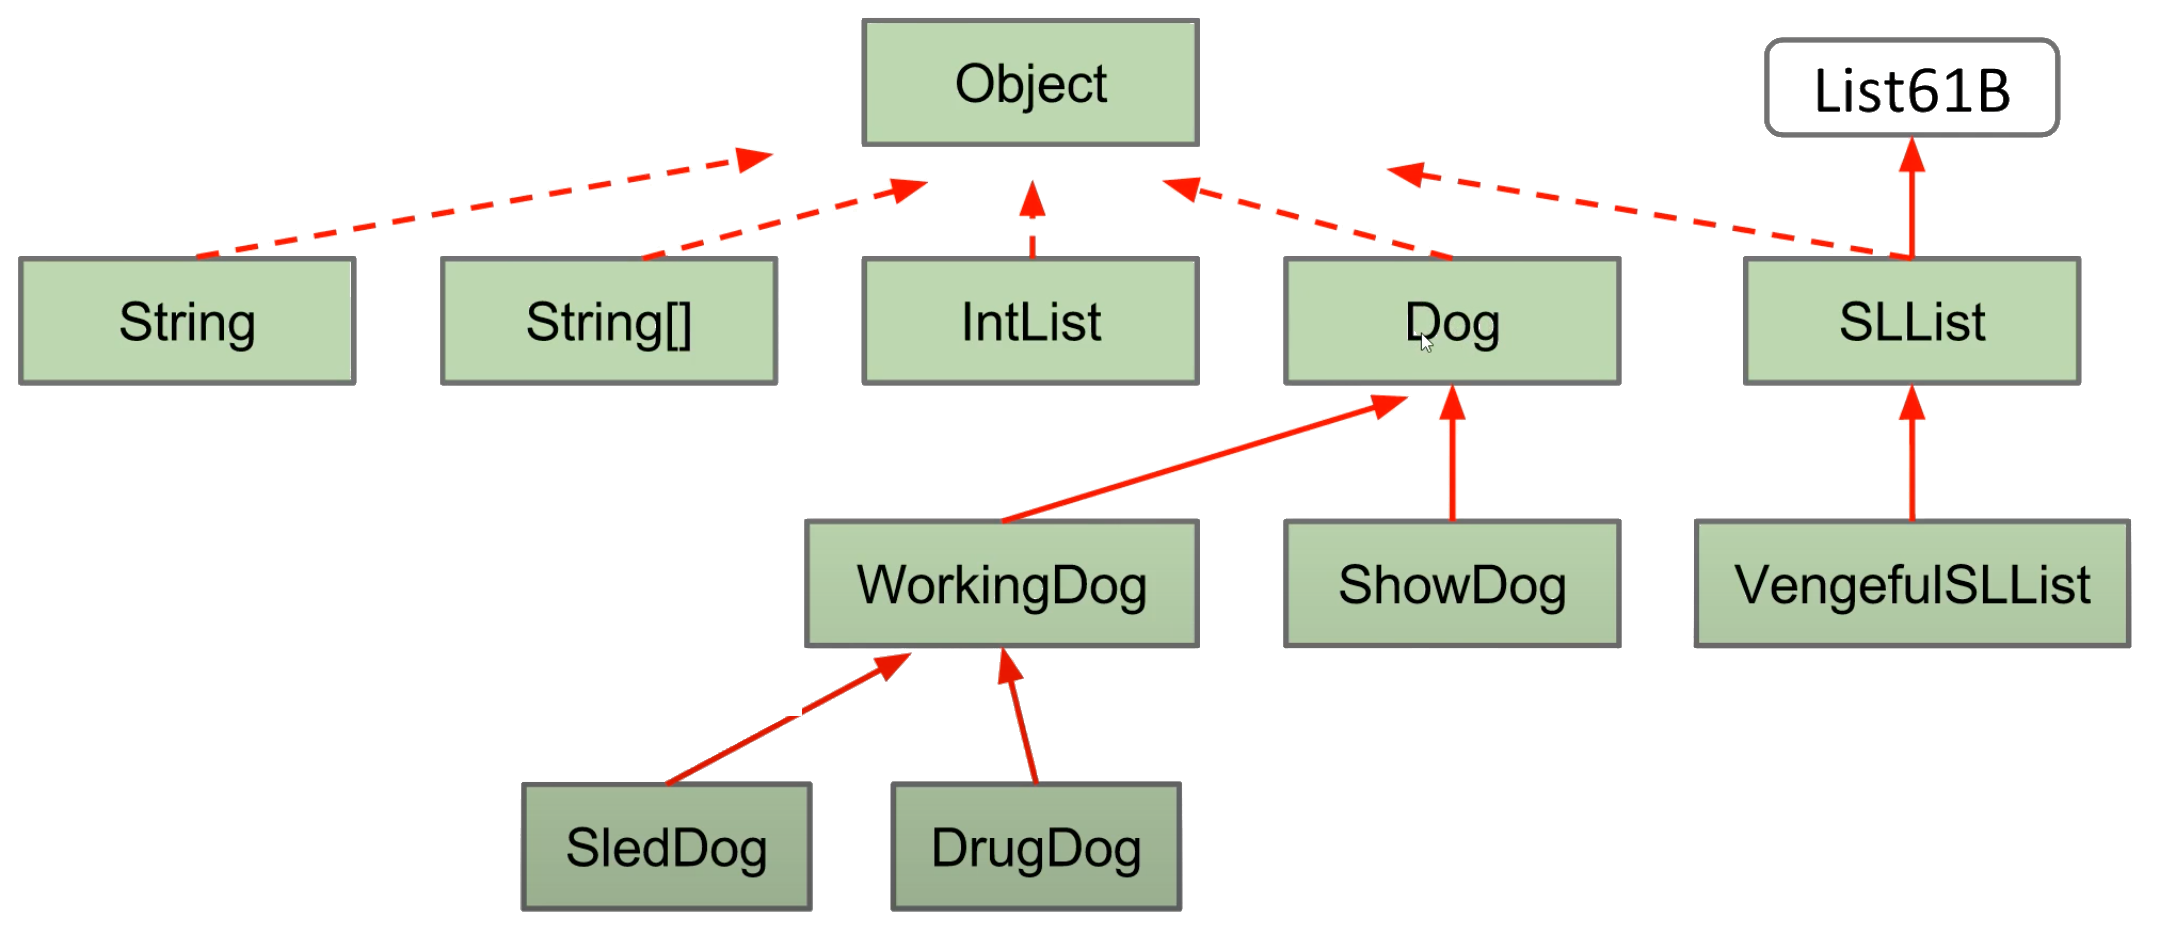 Object
List61B
String
String[]
IntList
Dog
SLList
WorkingDog
ShowDog
VengefulSLList
SledDog
DrugDog